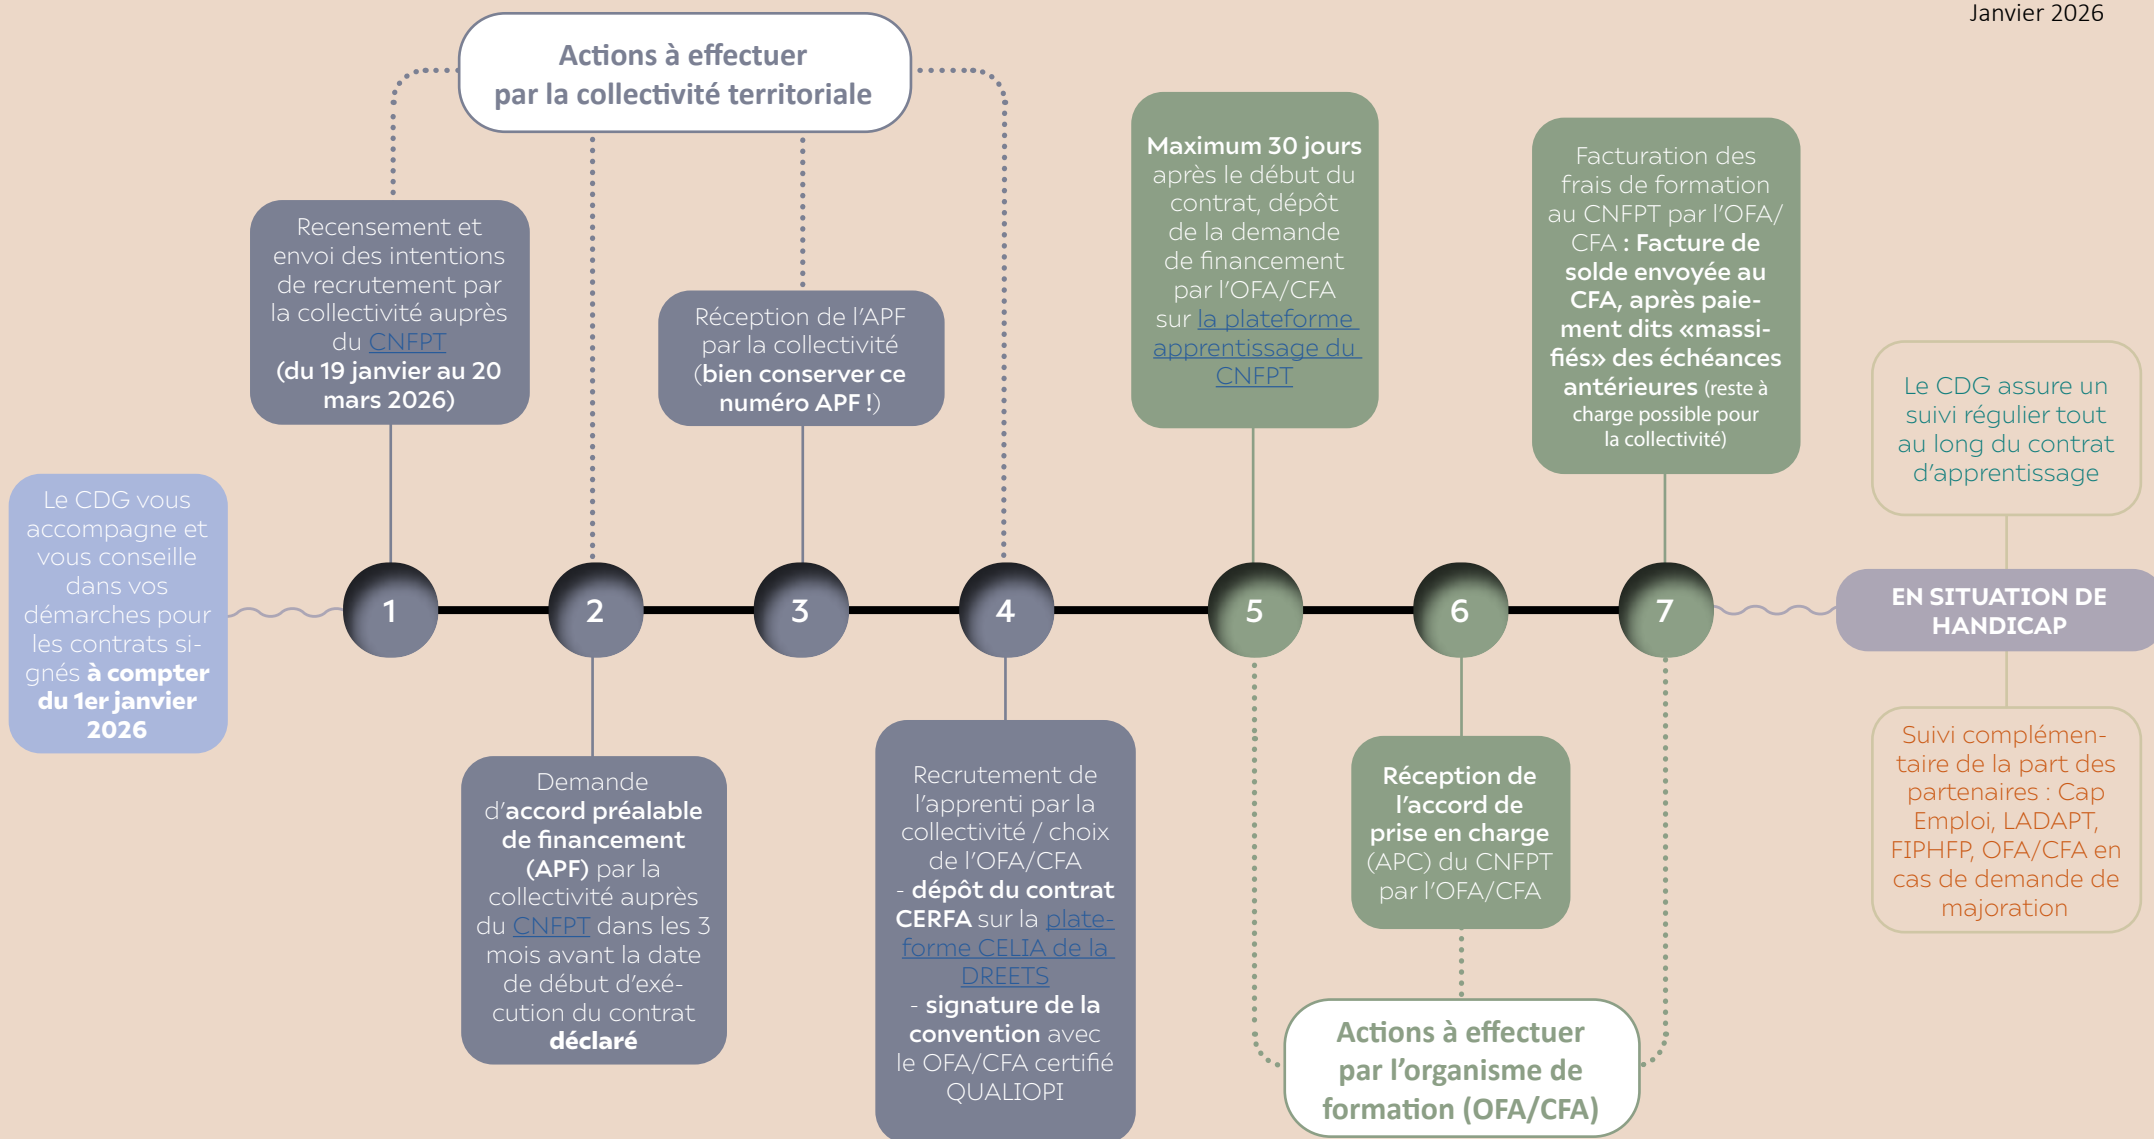 Janvier 2026
Actions à effectuer
par la collectivité territoriale
Le CDG vous
accompagne et
vous conseille
dans vos
démarches pour
les contrats si-
gnés à compter
du 1er janvier
2026
Recensement et
envoi des intentions
de recrutement par
la collectivité auprès
du CNFPT
(du 19 janvier au 20
mars 2026)
1
2
Demande
d'accord préalable
de financement
(APF) par la
collectivité auprès
du CNFPT dans les 3
mois avant la date
de début d'exé-
cution du contrat
déclaré
Réception de l'APF
par la collectivité
(bien conserver ce
numéro APF !)
3
4
Recrutement de
l'apprenti par la
collectivité / choix
de l'OFA/CFA
- dépôt du contrat
CERFA sur la plate-
forme CELIA de la
DREETS
- signature de la
convention avec
le OFA/CFA certifié
QUALIOPI
Maximum 30 jours
après le début du
contrat, dépôt
de la demande
de financement
par l'OFA/CFA
sur la plateforme
apprentissage du
CNFPT
5
6
Réception de
l'accord de
prise en charge
(APC) du CNFPT
par l'OFA/CFA
Facturation des
frais de formation
au CNFPT par l'OFA/
CFA : Facture de
solde envoyée au
CFA, après paie-
ment dits «massi-
fiés» des échéances
antérieures (reste à
charge possible pour
la collectivité)
7
Actions à effectuer
par l’organisme de
formation (OFA/CFA)
Le CDG assure un
suivi régulier tout
au long du contrat
d'apprentissage
EN SITUATION DE
HANDICAP
Suivi complémen-
taire de la part des
partenaires : Cap
Emploi, LADAPT,
FIPHFP, OFA/CFA en
cas de demande de
majoration